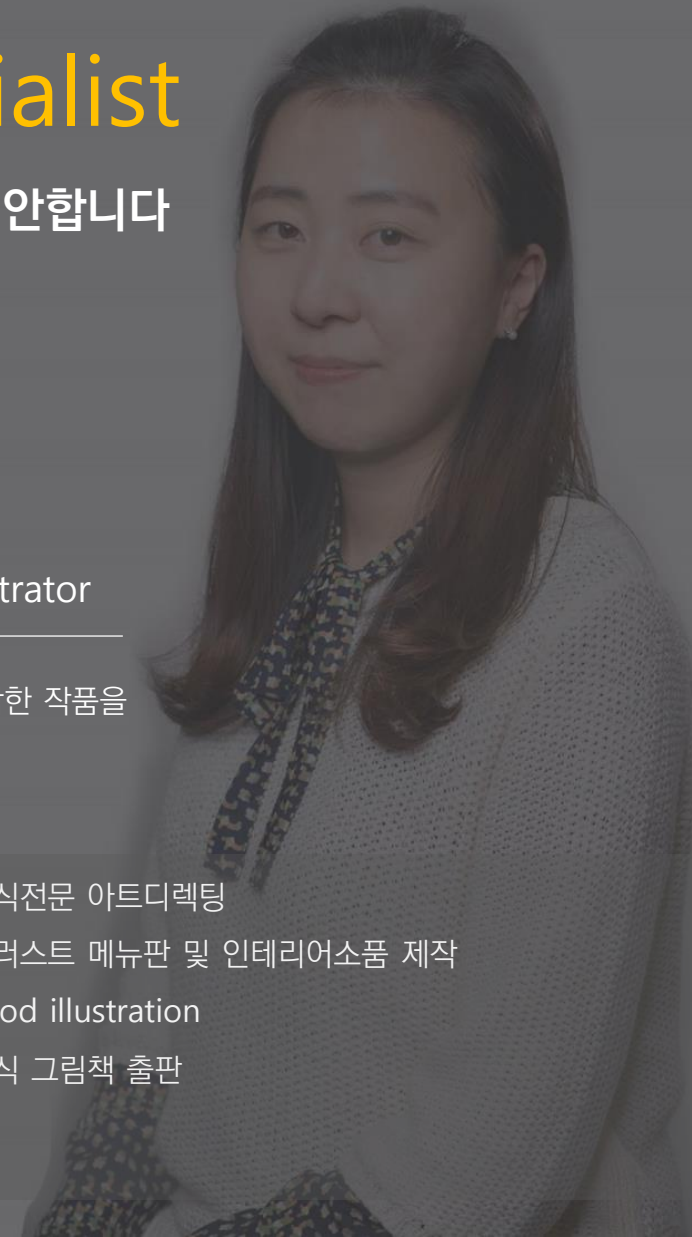 ialist
안합니다
trator
한 작품을
식전문 아트디렉팅
러스트 메뉴판 및 인테리어소품 제작
od illustration
식 그림책 출판